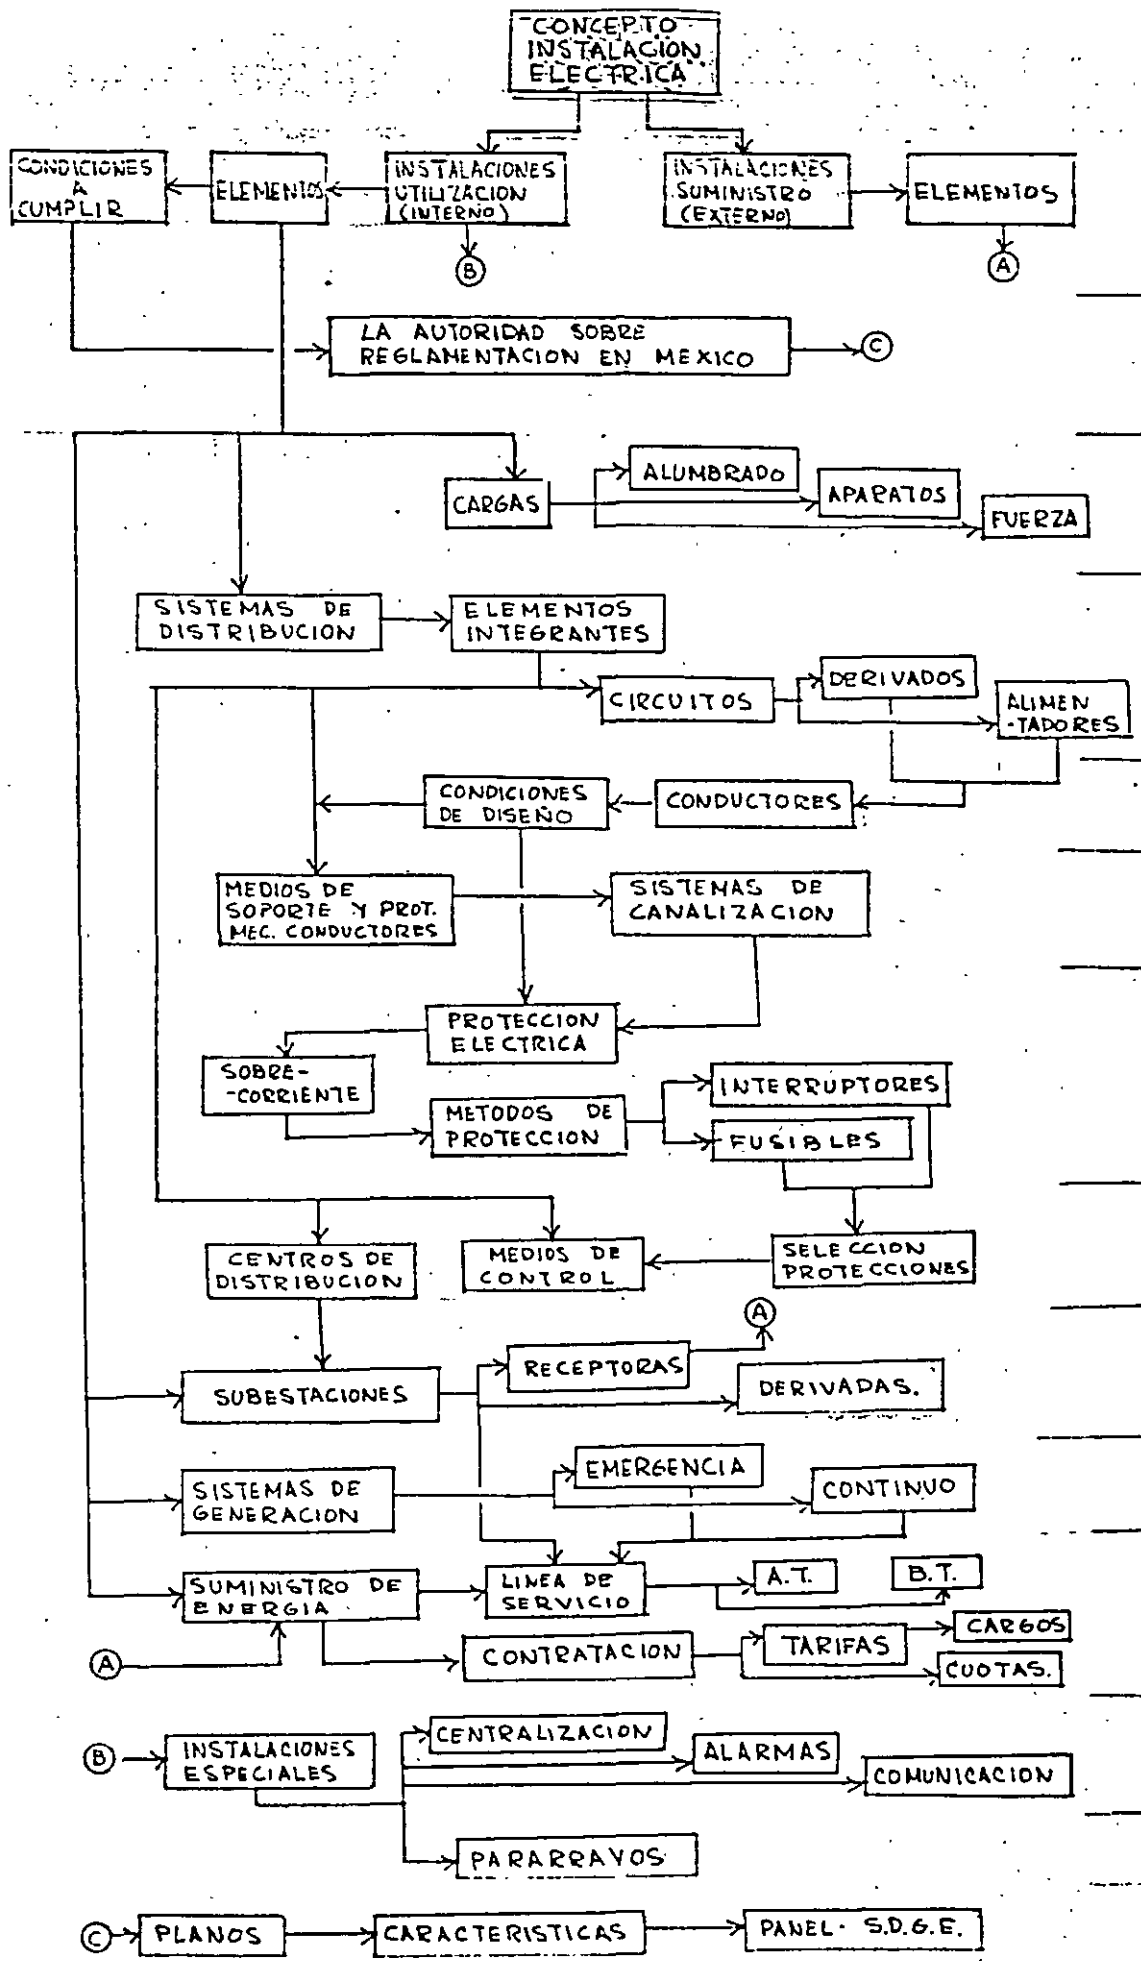 CONCEPTO
INSTALACION
ELECTRICA
CONDICIONES
A
CUMPLIR
ELEMENTOS
INSTALACIONES
UTILIZACION
(INTERNO)
INSTALACIONES
SUMINISTRO
(EXTERNO)
ELEMENTOS
B
A
LA AUTORIDAD SOBRE
REGLAMENTACION EN MEXICO
C
CARGAS
ALUMBRADO
APARATOS
FUERZA
SISTEMAS DE
DISTRIBUCION
ELEMENTOS
INTEGRANTES
CIRCUITOS
DERIVADOS
ALIMEN
-TADORES
CONDICIONES
DE DISEÑO
CONDUCTORES
MEDIOS DE
SOPORTE Y PROT.
MEC. CONDUCTORES
SISTEMAS DE
CANALIZACION
PROTECCION
ELECTRICA
SOBRE-
-CORRIENTE
METODOS DE
PROTECCION
INTERRUPTORES
FUSIBLES
CENTROS DE
DISTRIBUCION
MEDIOS DE
CONTROL
SELECCION
PROTECCIONES
A
SUBESTACIONES
RECEPTORAS
DERIVADAS.
SISTEMAS DE
GENERACION
EMERGENCIA
CONTINUO
SUMINISTRO DE
ENERGIA
LINEA DE
SERVICIO
A.T.
B.T.
A
CONTRATACION
TARIFAS
CARGOS
CUOTAS.
B
INSTALACIONES
ESPECIALES
CENTRALIZACION
ALARMAS
COMUNICACION
PARARRAYOS
C
PLANOS
CARACTERISTICAS
PANEL - S.D.G.E.